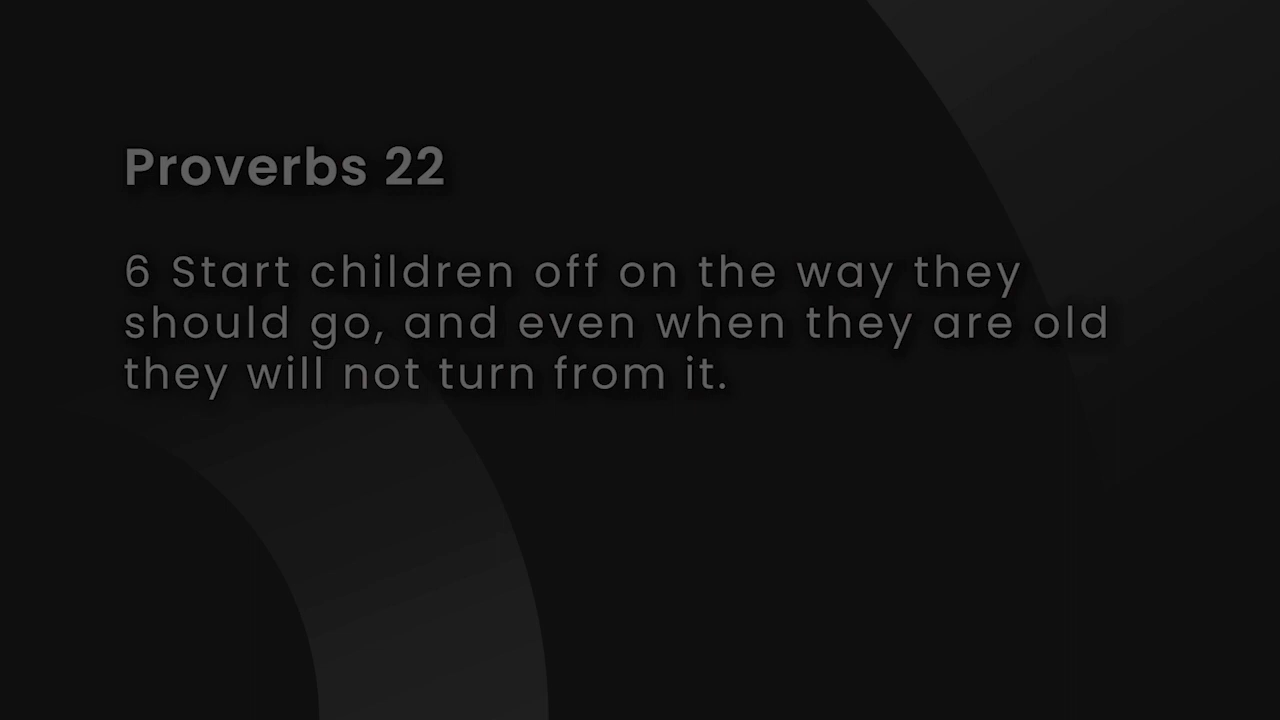 Proverbs 22
6 Start children off on the way they
should go, and even when they are old
they will not turn from it.